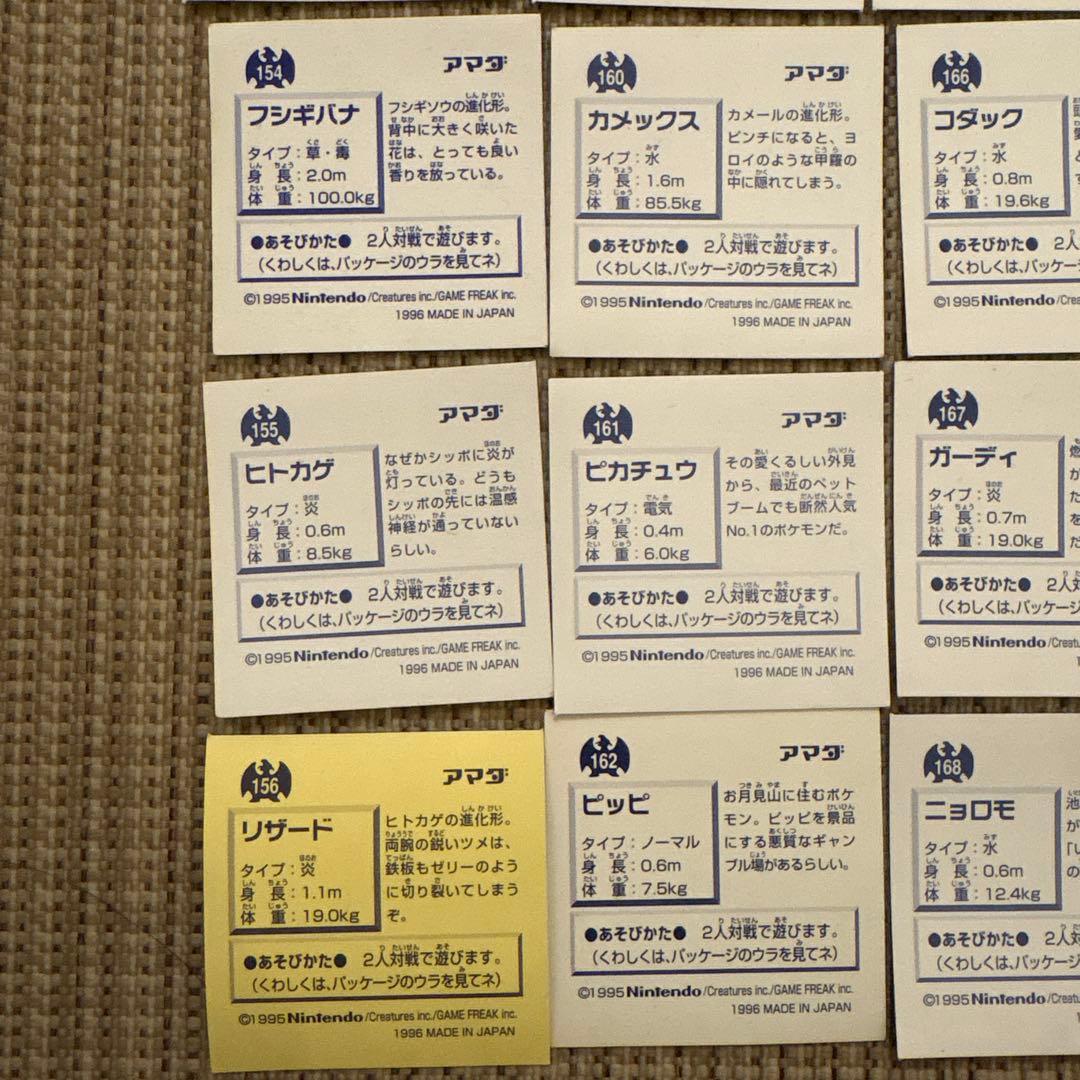 154
アマダ
フシギバナ
タイプ：草・毒
身長：2.0m
体重：100.0kg
フシギソウの進化形。
背中に大きく咲いた
花は、とっても良い
香りを放っている。
●あそびかた● 2人対戦で遊びます。
（くわしくは、パッケージのウラを見てネ）
©1995 Nintendo/Creatures inc./GAME FREAK inc.
1996 MADE IN JAPAN
160
アマダ
カメックス
タイプ：水
身長：1.6m
体重：85.5kg
カメールの進化形。
ピンチになると、ヨ
ロイのような甲羅の
中に隠れてしまう。
●あそびかた● 2人対戦で遊びます。
（くわしくは、パッケージのウラを見てネ）
©1995 Nintendo/Creatures inc./GAME FREAK inc.
1996 MADE IN JAPAN
166
コダック
タイプ：水
身長：0.8m
体重：19.6kg
●あそびかた● 2人
（くわしくは、パッケー
©1995 Nintendo/Crea
155
アマダ
ヒトカゲ
タイプ：炎
身長：0.6m
体重：8.5kg
なぜかシッポに炎が
灯っている。どうも
シッポの先には温感
神経が通っていない
らしい。
●あそびかた● 2人対戦で遊びます。
（くわしくは、パッケージのウラを見てネ）
©1995 Nintendo/Creatures inc./GAME FREAK inc.
1996 MADE IN JAPAN
161
アマダ
ピカチュウ
タイプ：電気
身長：0.4m
体重：6.0kg
その愛くるしい外見
から、最近のペット
ブームでも断然人気
No.1のポケモンだ。
●あそびかた● 2人対戦で遊びます。
（くわしくは、パッケージのウラを見てネ）
©1995 Nintendo/Creatures inc./GAME FREAK inc.
1996 MADE IN JAPAN
167
ガーディ
タイプ：炎
身長：0.7m
体重：19.0kg
●あそびかた● 2人
（くわしくは、パッケージ
©1995 Nintendo/Creatu
156
アマダ
リザード
タイプ：炎
身長：1.1m
体重：19.0kg
ヒトカゲの進化形。
両腕の鋭いツメは、
鉄板もゼリーのよう
に切り裂いてしまう
ぞ。
●あそびかた● 2人対戦で遊びます。
（くわしくは、パッケージのウラを見てネ）
©1995 Nintendo/Creatures inc./GAME FREAK inc.
1996 MADE IN JAPAN
162
アマダ
ピッピ
タイプ：ノーマル
身長：0.6m
体重：7.5kg
お月見山に住むポケ
モン。ピッピを景品
にする悪質なギャン
ブル場があるらしい。
●あそびかた● 2人対戦で遊びます。
（くわしくは、パッケージのウラを見てネ）
©1995 Nintendo/Creatures inc./GAME FREAK inc.
1996 MADE IN JAPAN
168
ニョロモ
タイプ：水
身長：0.6m
体重：12.4kg
池
が
「い
の
●あそびかた● 2人対
（くわしくは、パッケージ
©1995 Nintendo/Creatu